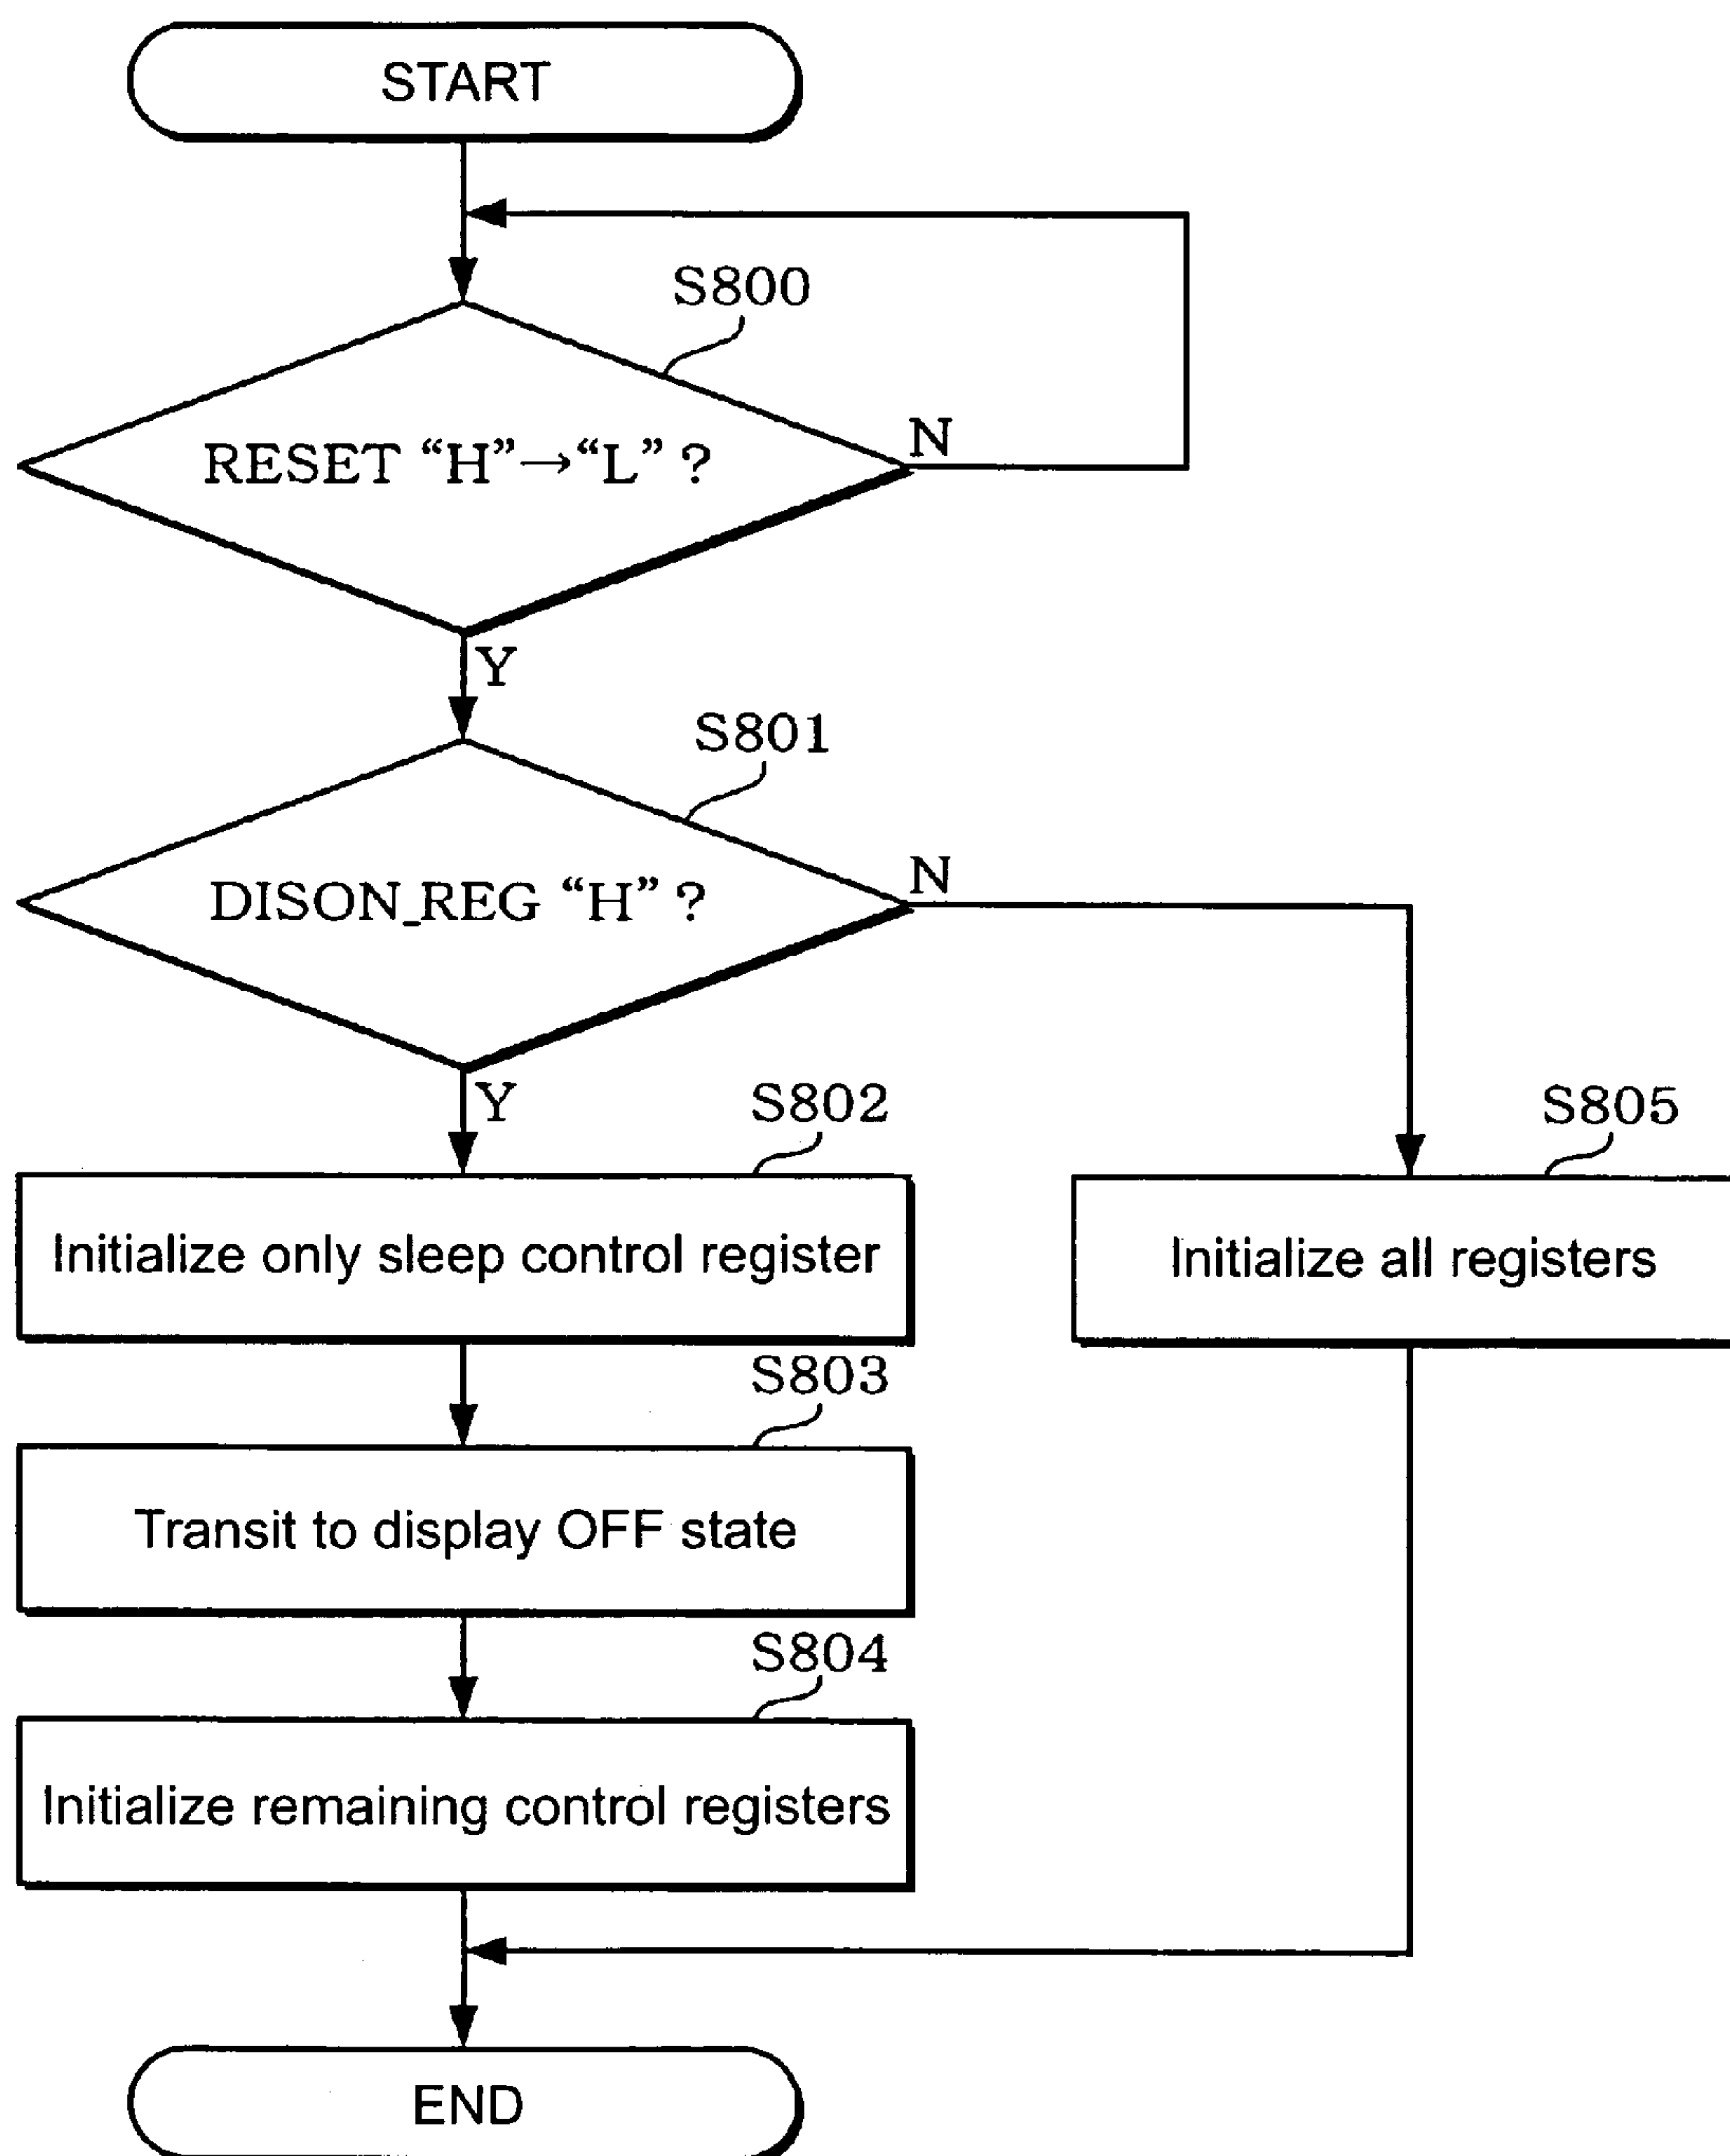 START
S800
RESET “H”→“L” ?
N
Y
S801
DISON_REG “H” ?
N
Y
S802
Initialize only sleep control register
S805
Initialize all registers
S803
Transit to display OFF state
S804
Initialize remaining control registers
END